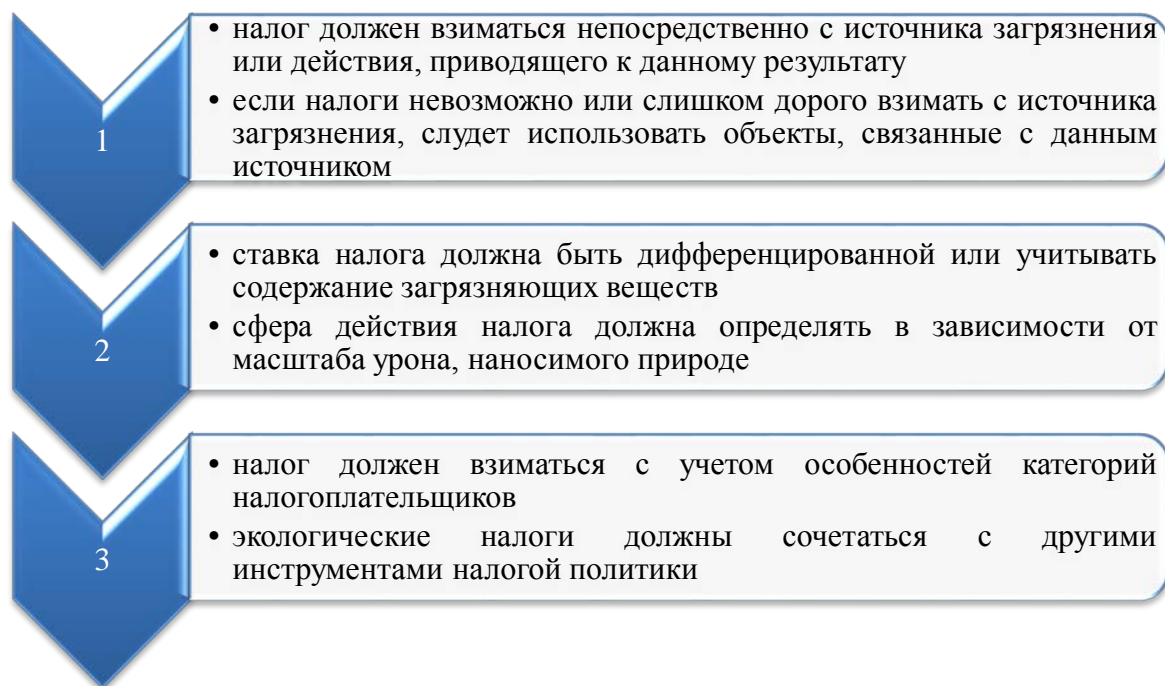 • налог должен взиматься непосредственно с источника загрязнения
или действия, приводящего к данному результату
• если налоги невозможно или слишком дорого взимать с источника
загрязнения, слудет использовать объекты, связанные с данным
источником
1
• ставка налога должна быть дифференцированной или учитывать
содержание загрязняющих веществ
• сфера действия налога должна определять в зависимости от
масштаба урона, наносимого природе
2
• налог должен взиматься с учетом особенностей категорий
налогоплательщиков
• экологические налоги должны сочетаться с другими
инструментами налогой политики
3